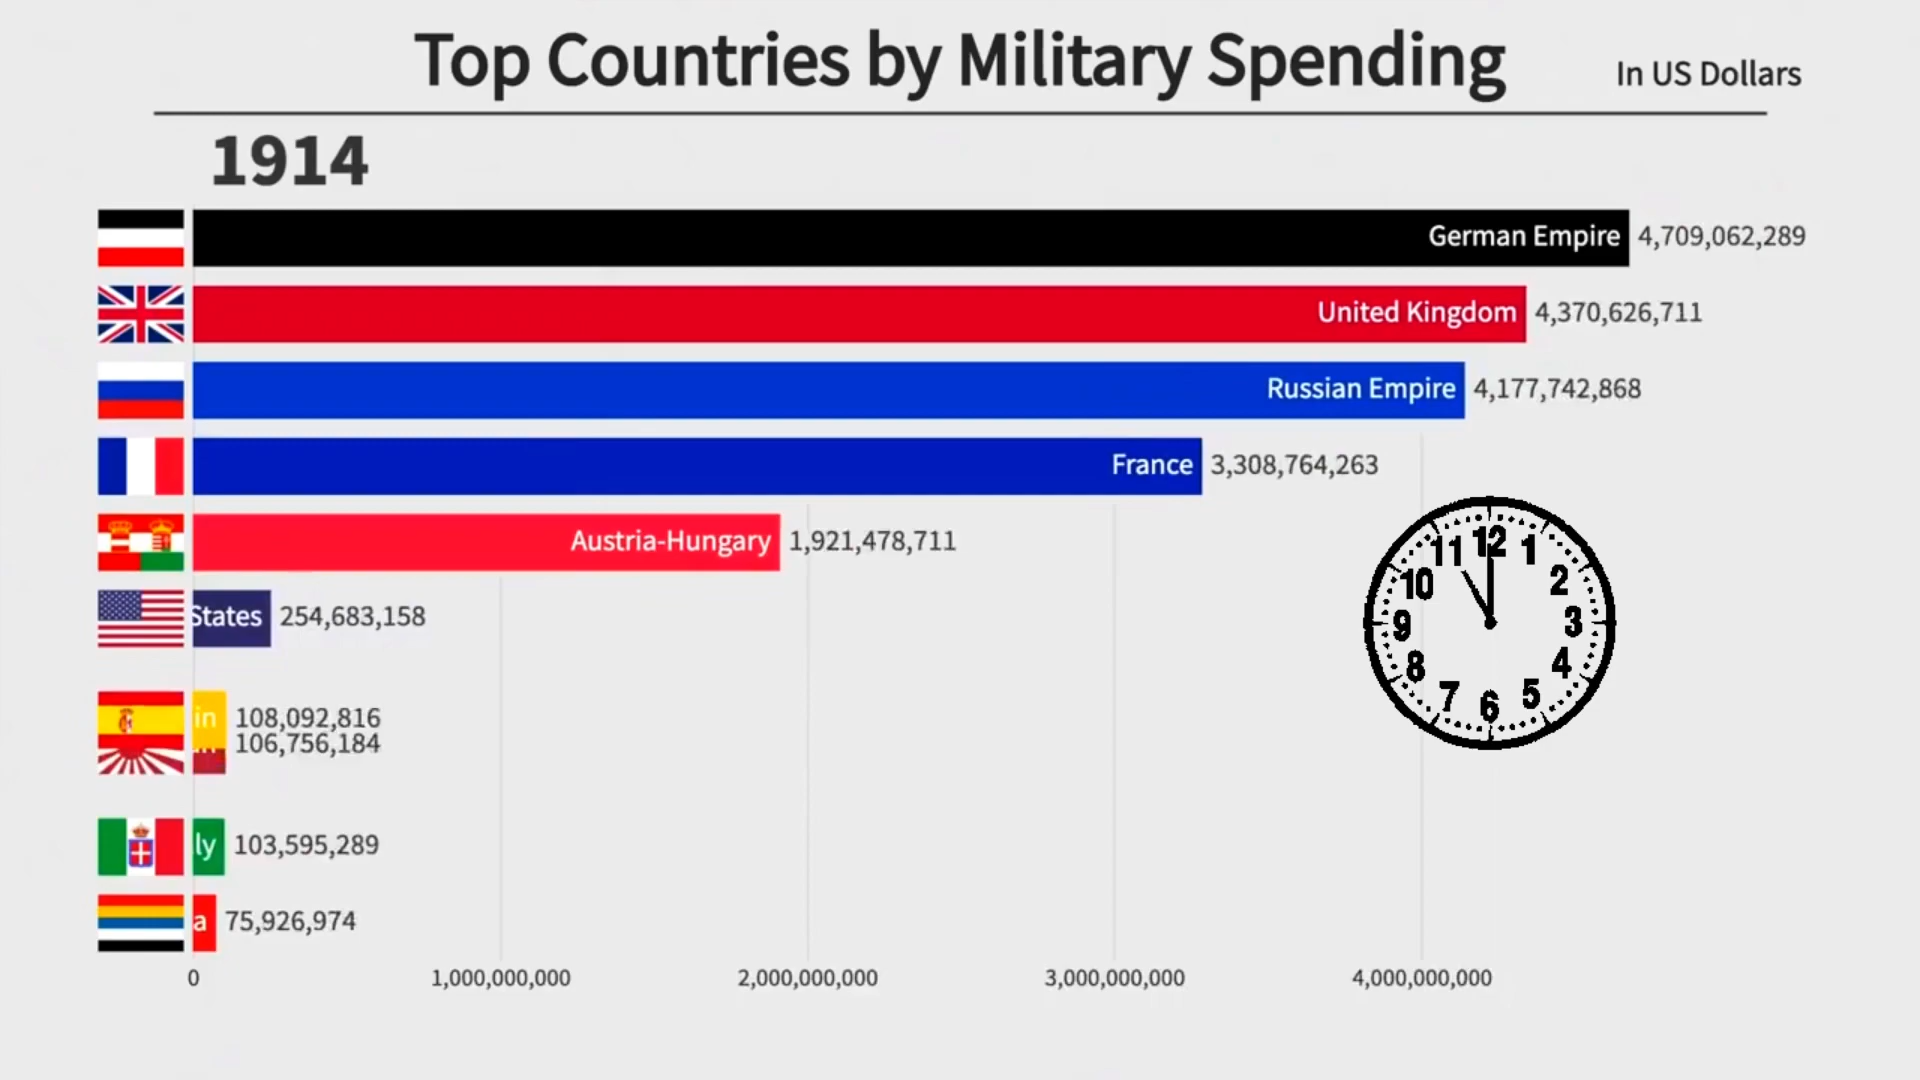 Top Countries by Military Spending
In US Dollars
1914
German Empire 4,709,062,289
United Kingdom 4,370,626,711
Russian Empire 4,177,742,868
France 3,308,764,263
Austria-Hungary 1,921,478,711
States 254,683,158
in 108,092,816
106,756,184
ly 103,595,289
a 75,926,974
0 1,000,000,000 2,000,000,000 3,000,000,000 4,000,000,000
12
11 1
10 2
9 3
8 4
7 5
6